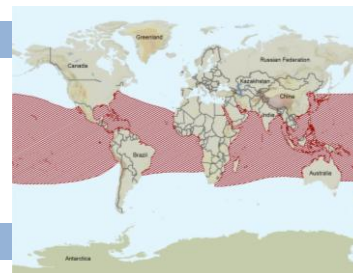 Greenland
Russian Federation
Canada
Kazakhstan
China
India
Brazil
Australia
Antarctica